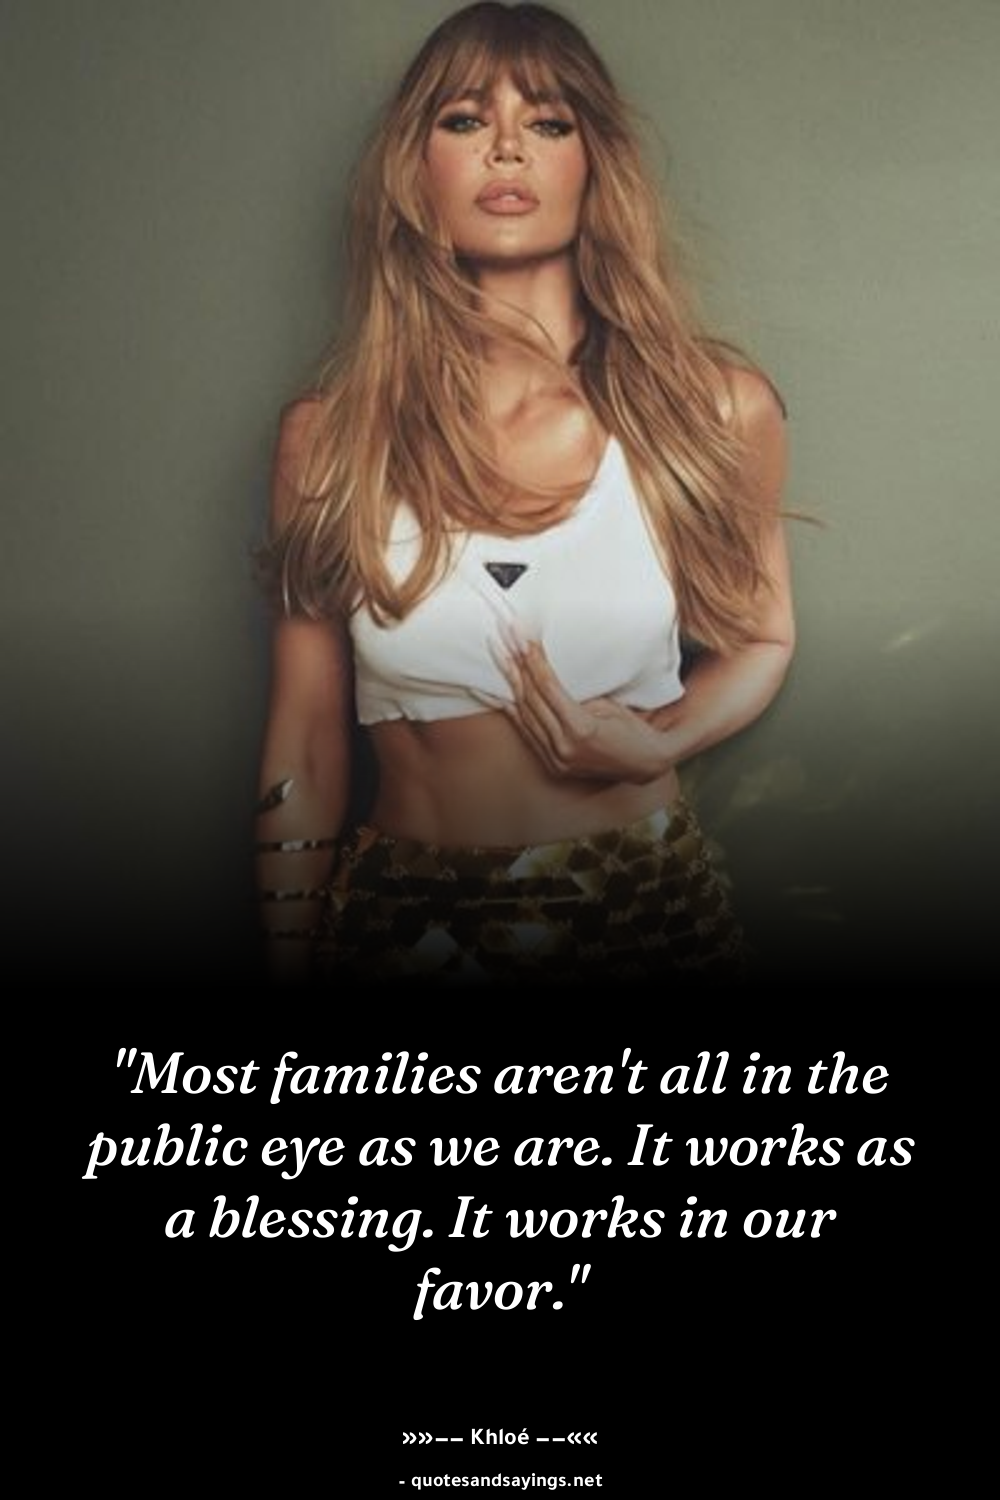 "Most families aren't all in the
public eye as we are. It works as
a blessing. It works in our
favor."
»»–– Khloé ––««
- quotesandsayings.net